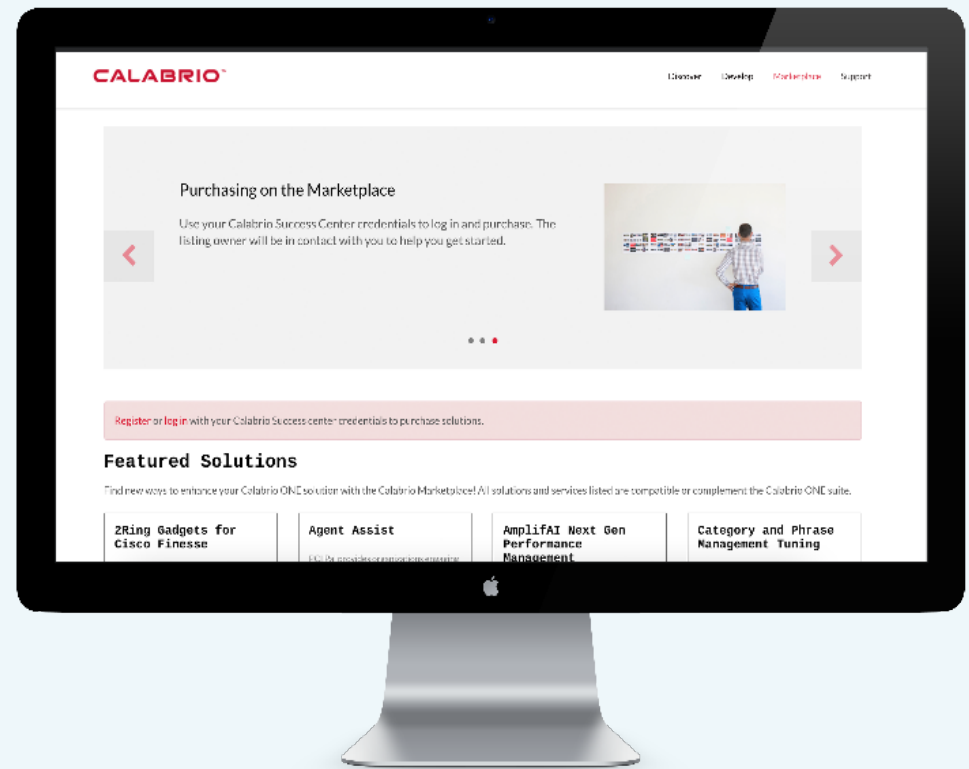 CALABRIO™
Discover Develop Marketplace Support
Purchasing on the Marketplace
Use your Calabrio Success Center credentials to log in and purchase. The
listing owner will be in contact with you to help you get started.
Register or log in with your Calabrio Success center credentials to purchase solutions.
Featured Solutions
Find new ways to enhance your Calabrio ONE solution with the Calabrio Marketplace! All solutions and services listed are compatible or complement the Calabrio ONE suite.
2Ring Gadgets for
Cisco Finesse
Agent Assist
provides organizations
AmplifAI Next Gen
Performance
Management
Category and Phrase
Management Tuning